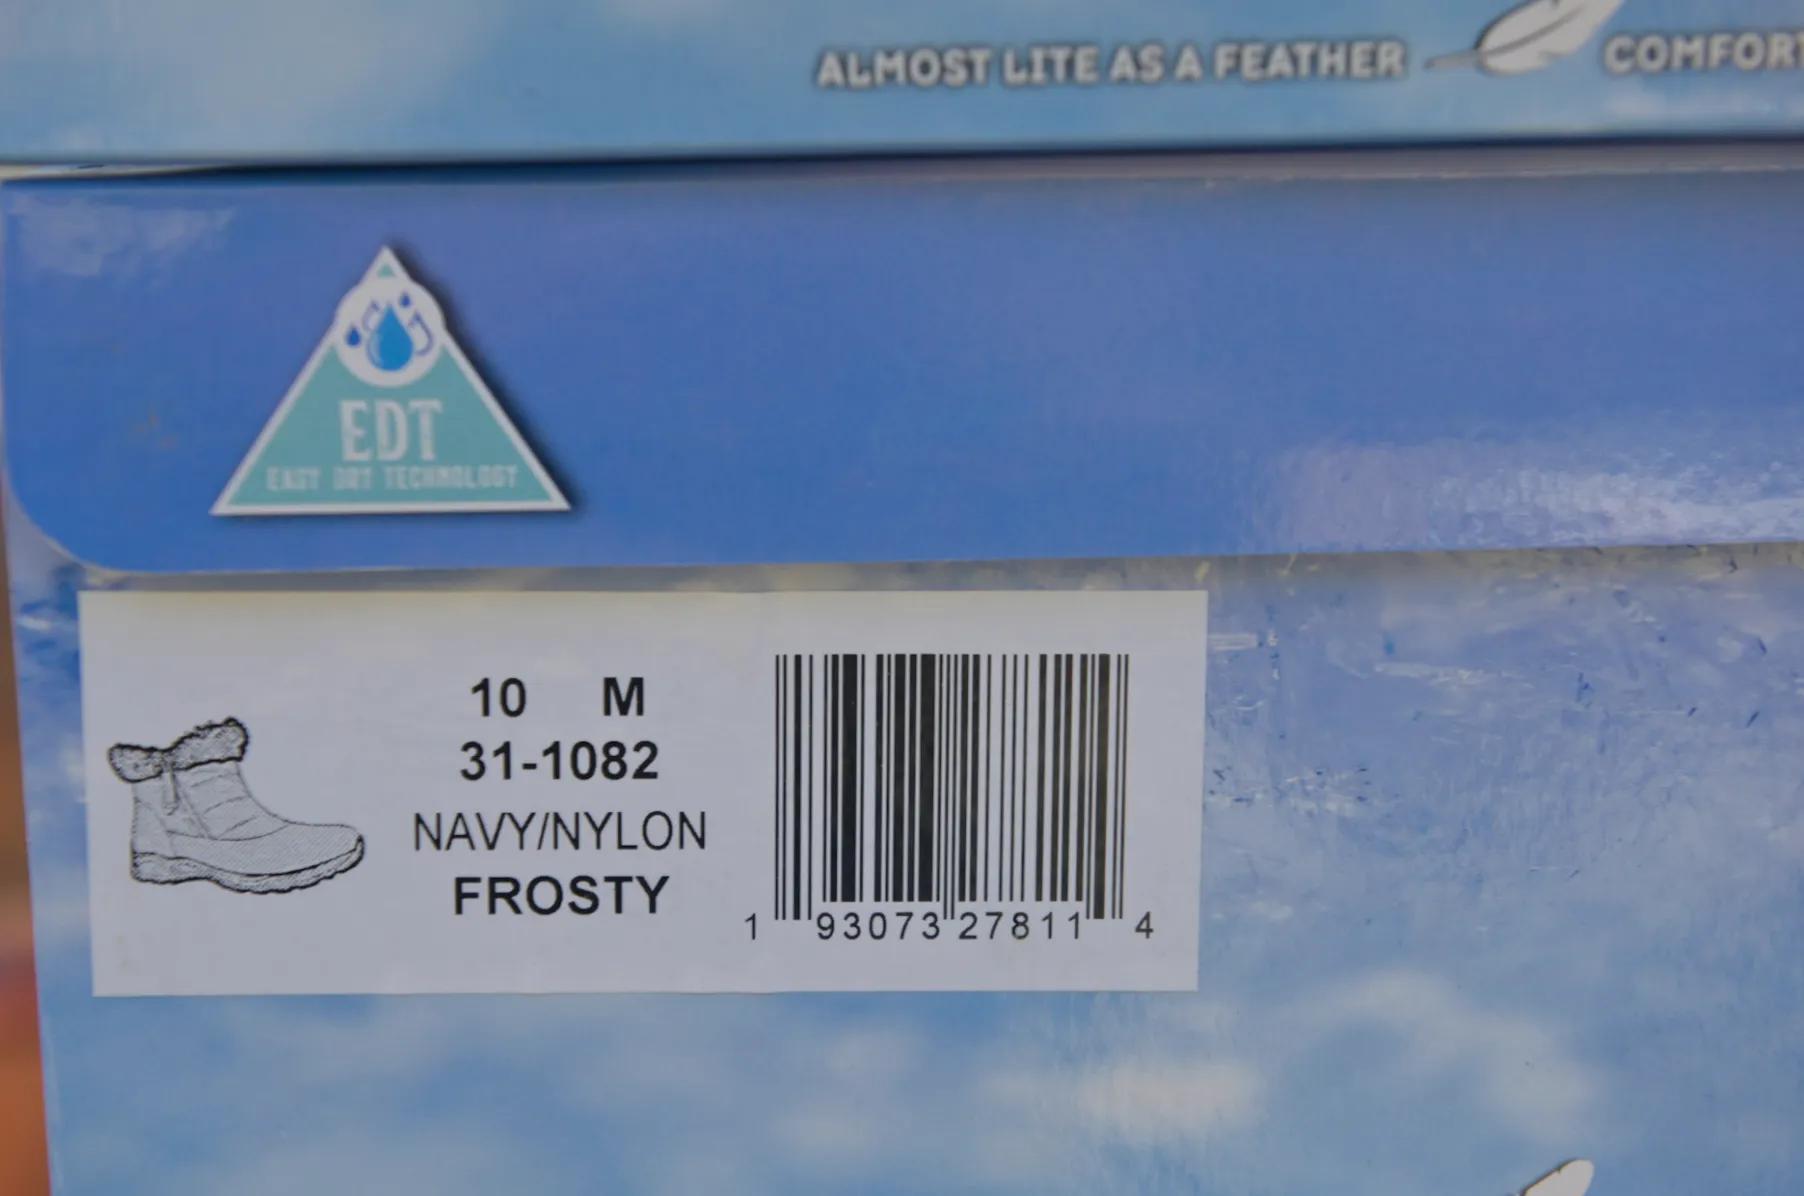 ALMOST LITE AS A FEATHER COMFORT
EDT
EASY DRY TECHNOLOGY
10 M
31-1082
NAVY/NYLON
FROSTY
1 93073 27811 4